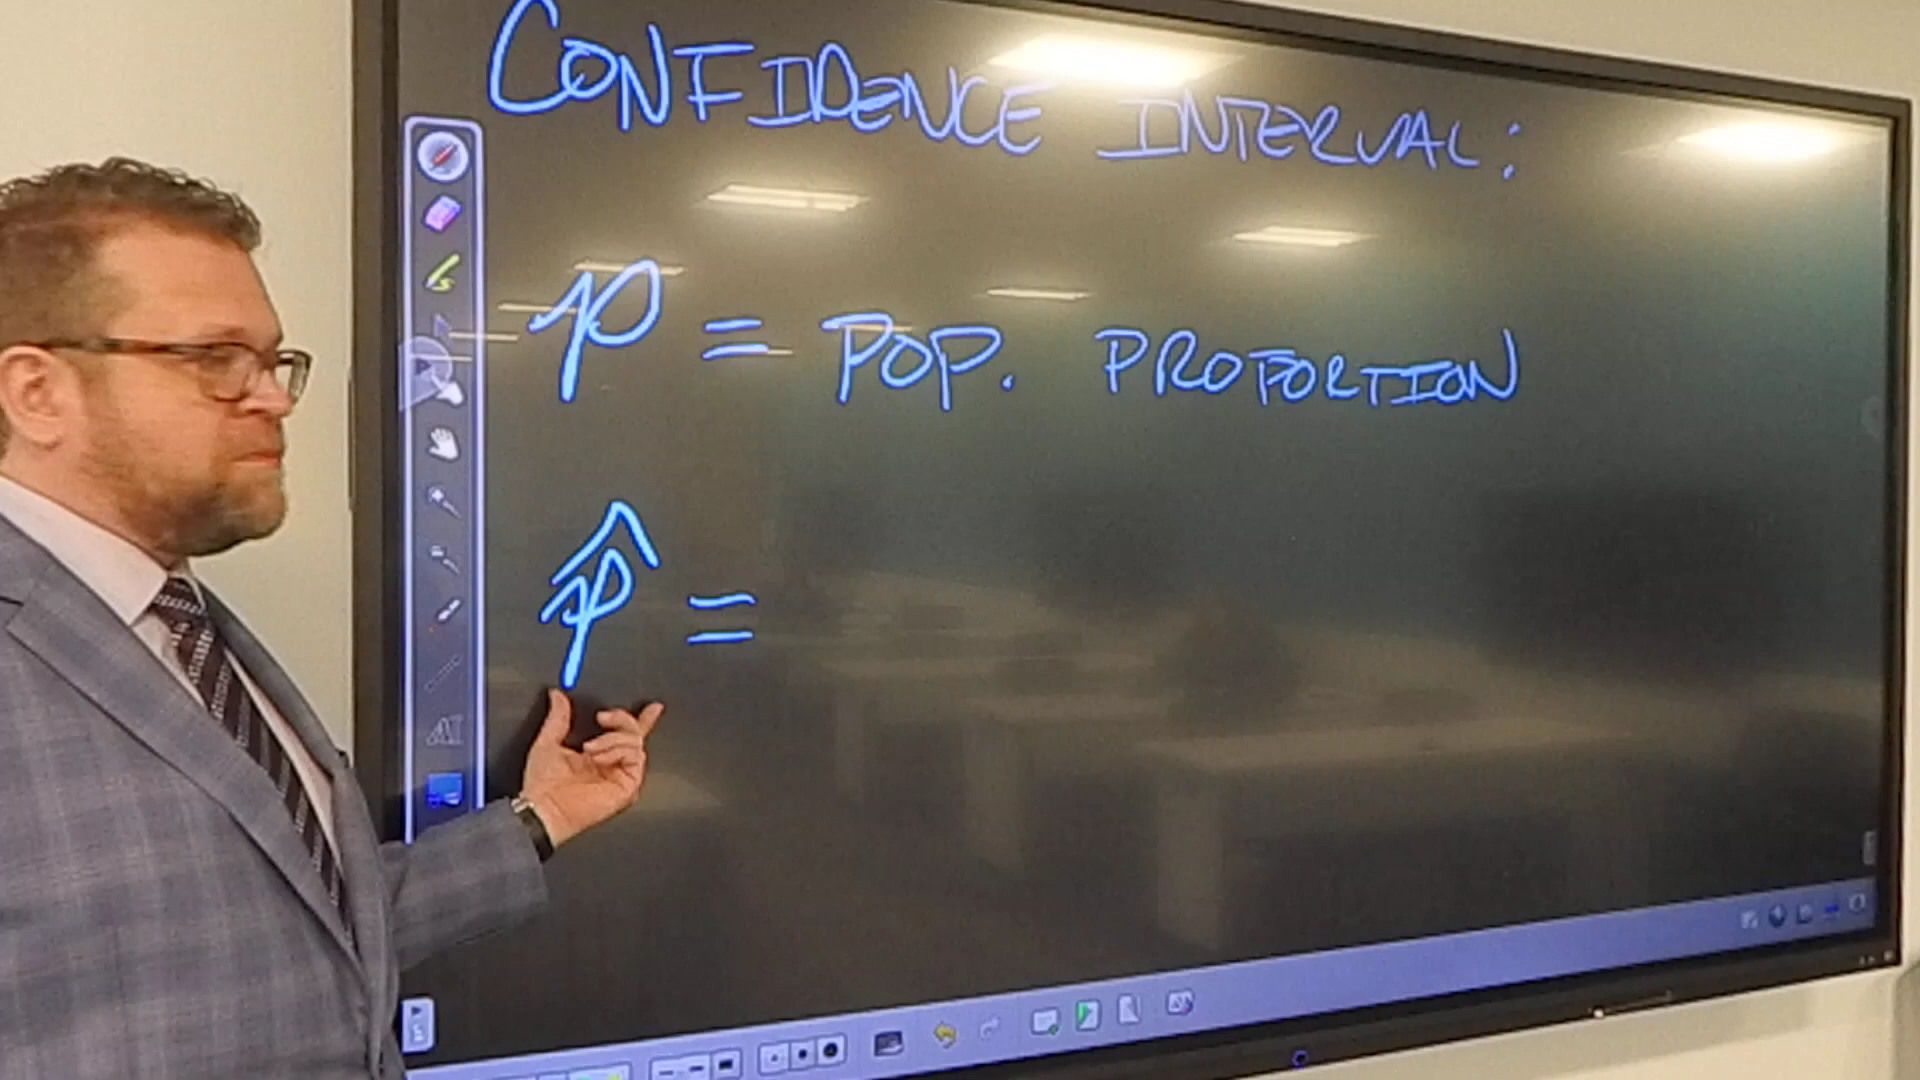 CONFIDENCE INTERVAL:
p = POP. PROPORTION
p̂ =